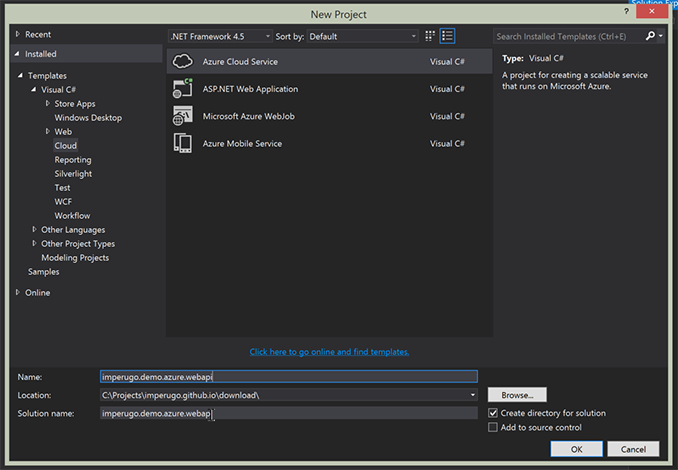 Solution Exp
New Project
?
Recent
Installed
Templates
Visual C#
Store Apps
Windows Desktop
Web
Cloud
Reporting
Silverlight
Test
WCF
Workflow
Other Languages
Other Project Types
Modeling Projects
Samples
Online
.NET Framework 4.5 Sort by: Default
Azure Cloud Service Visual C#
ASP.NET Web Application Visual C#
Microsoft Azure WebJob Visual C#
Azure Mobile Service Visual C#
Click here to go online and find templates.
Search Installed Templates (Ctrl+E)
Type: Visual C#
A project for creating a scalable service
that runs on Microsoft Azure.
Name: imperugo.demo.azure.webapi
Location: C:\Projects\imperugo.github.io\download\ Browse...
Solution name: imperugo.demo.azure.webapi
Create directory for solution
Add to source control
OK Cancel